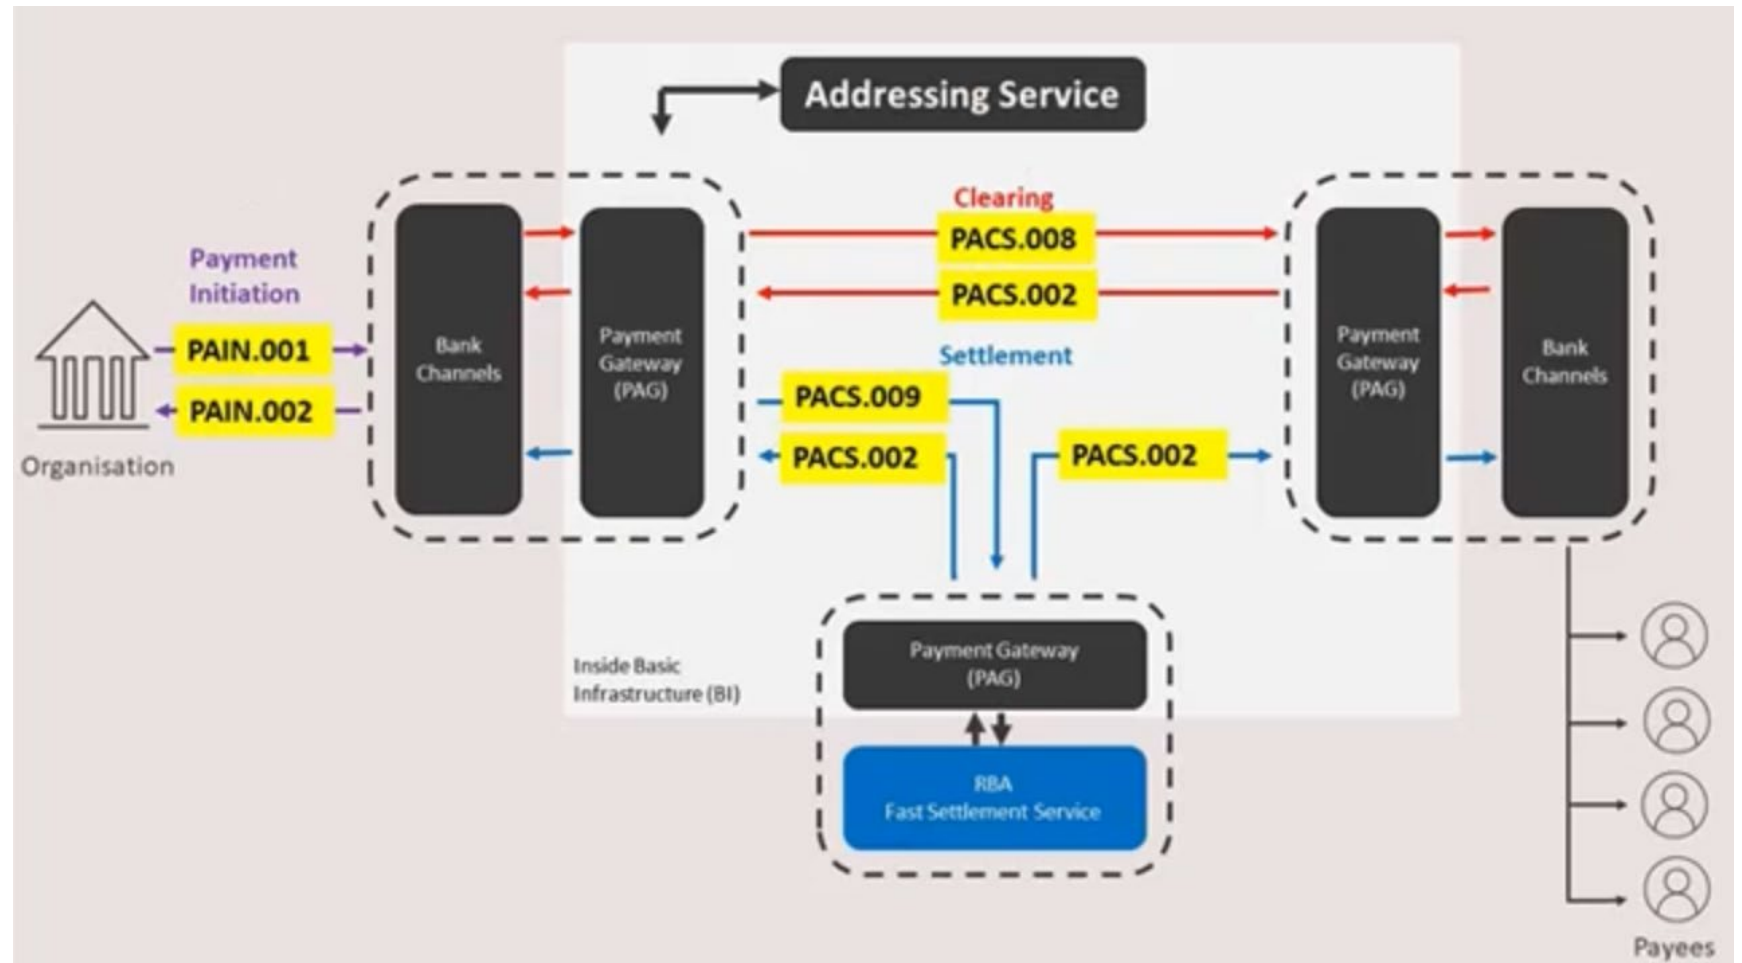 Addressing Service
Clearing
PACS.008
PACS.002
Payment
Initiation
PAIN.001
PAIN.002
Organisation
Bank
Channels
Payment
Gateway
(PAG)
Settlement
PACS.009
PACS.002
PACS.002
Payment
Gateway
(PAG)
Bank
Channels
Inside Basic
Infrastructure (BI)
Payment Gateway
(PAG)
RBA
Fast Settlement Service
Payees